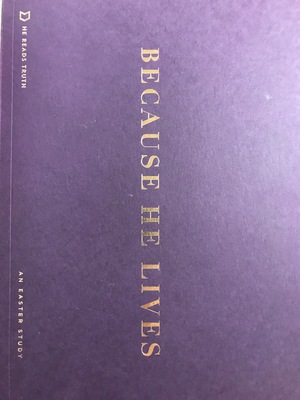 HE READS TRUTH
BECAUSE HE LIVES
AN EASTER STUDY